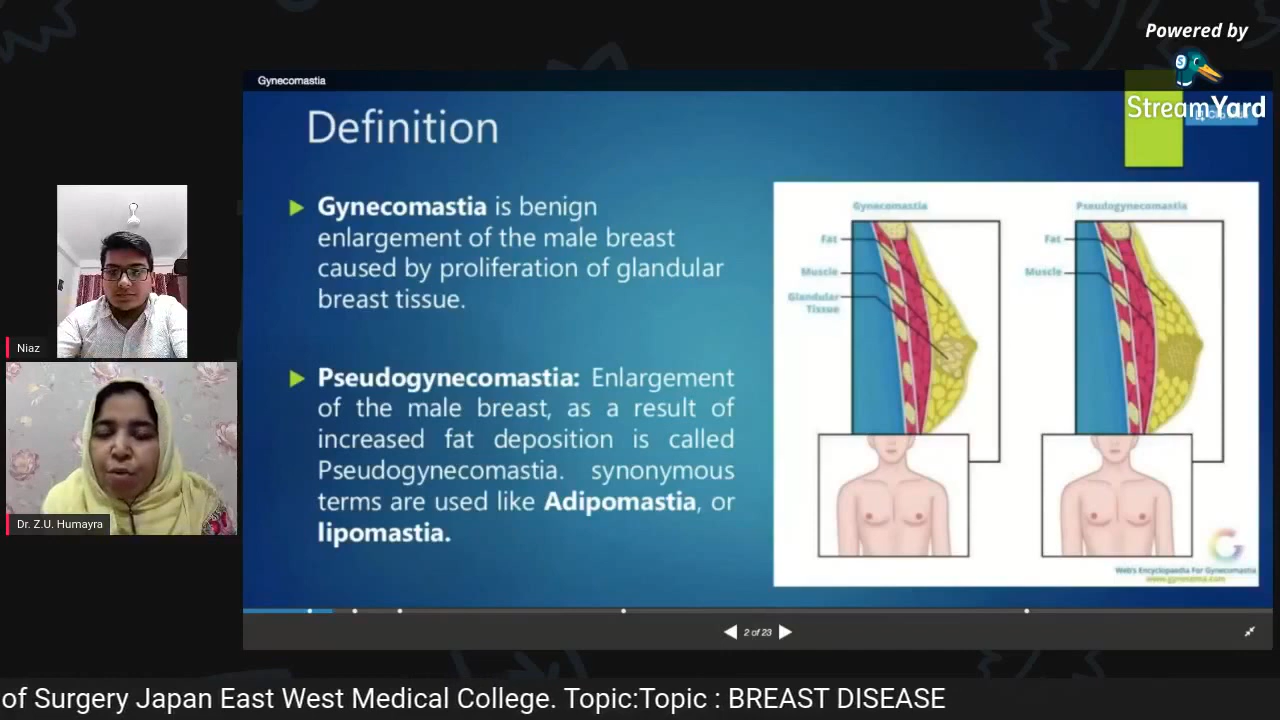 Powered by
StreamYard
Gynecomastia
Definition
Gynecomastia is benign
enlargement of the male breast
caused by proliferation of glandular
breast tissue.
Pseudogynecomastia: Enlargement
of the male breast, as a result of
increased fat deposition is called
Pseudogynecomastia. synonymous
terms are used like Adipomastia, or
lipomastia.
Gynecomastia
Fat
Muscle
Glandular
Tissue
Pseudogynecomastia
Fat
Muscle
Web's Encyclopaedia For Gynecomastia
Niaz
Dr. Z.U. Humayra
2 of 23
of Surgery Japan East West Medical College. Topic:Topic : BREAST DISEASE